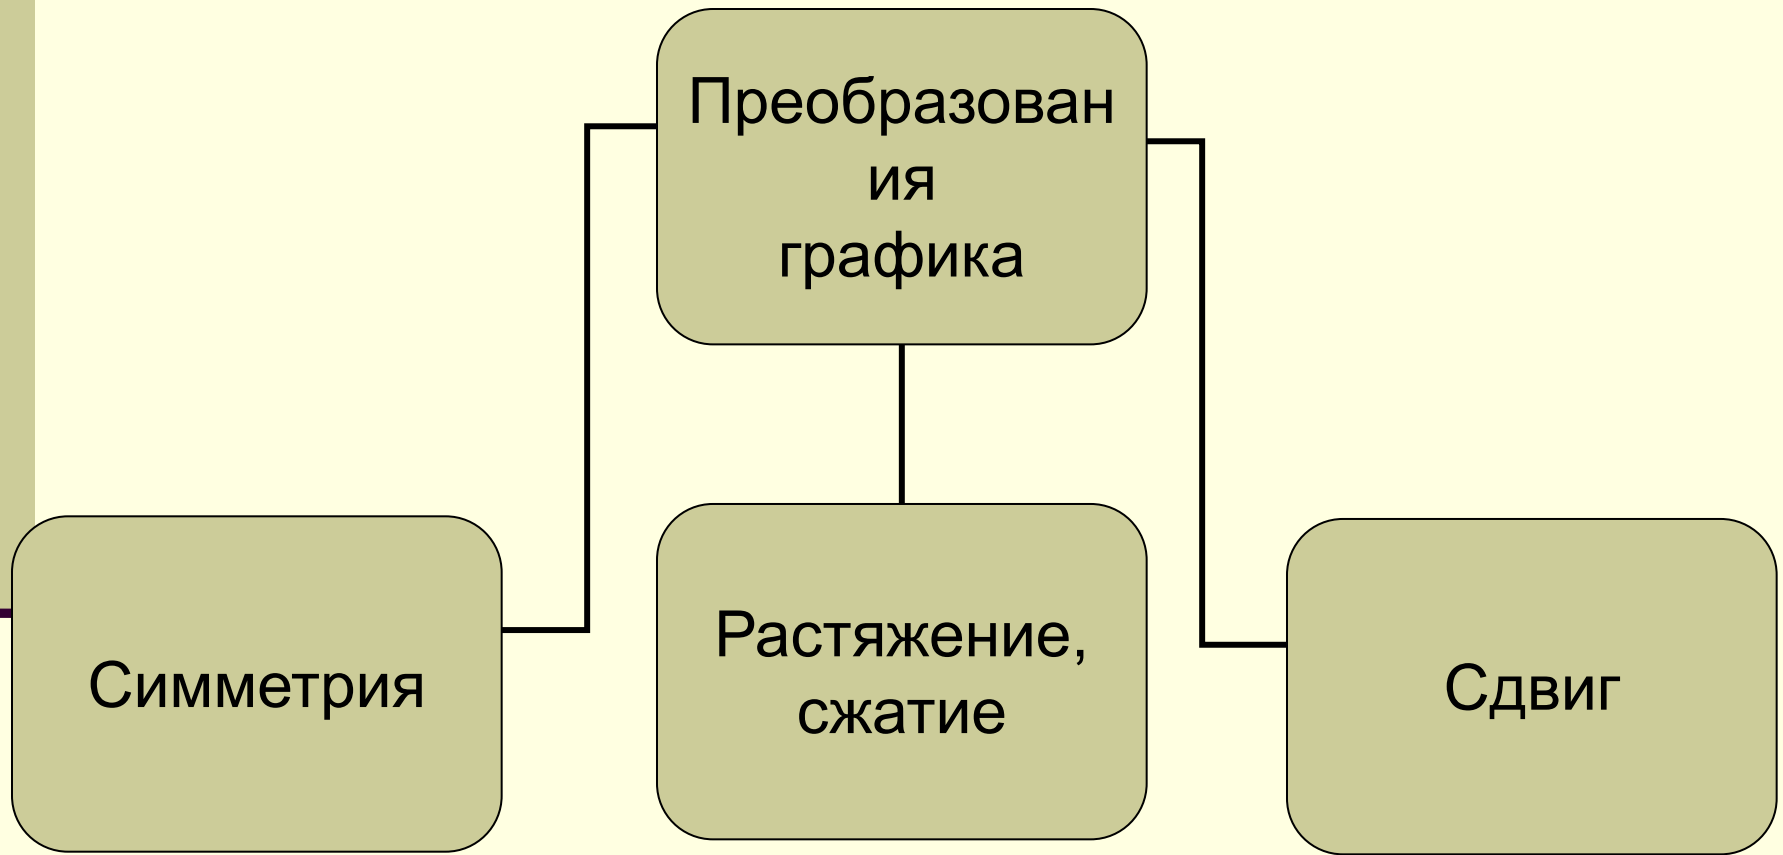 Преобразован
ия
графика
Симметрия
Растяжение,
сжатие
Сдвиг